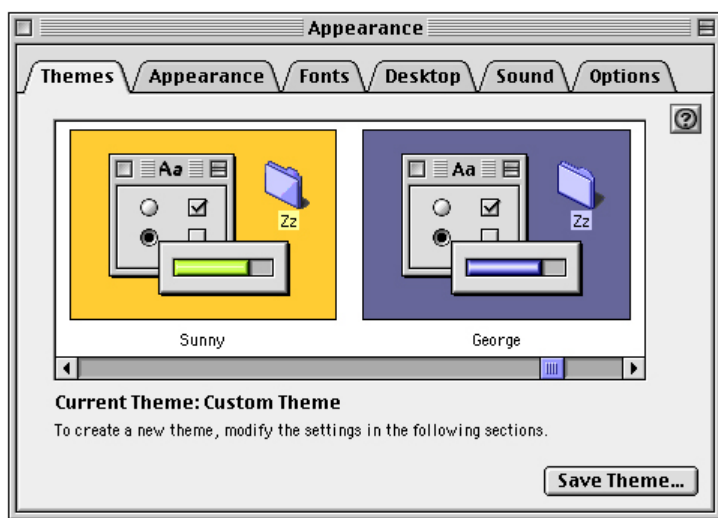 Appearance
Themes Appearance Fonts Desktop Sound Options
?
Aa Aa
Zz Zz
Sunny George
Current Theme: Custom Theme
To create a new theme, modify the settings in the following sections.
Save Theme...